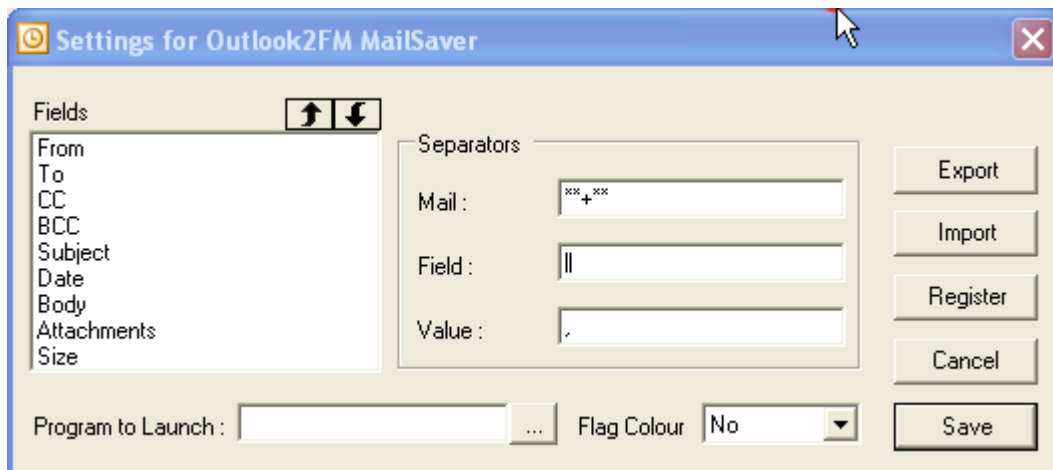 Settings for Outlook2FM MailSaver
Fields
From
To
CC
BCC
Subject
Date
Body
Attachments
Size
Separators
Mail : **+**
Field : ||
Value : ,
Export
Import
Register
Cancel
Save
Program to Launch : ...
Flag Colour No